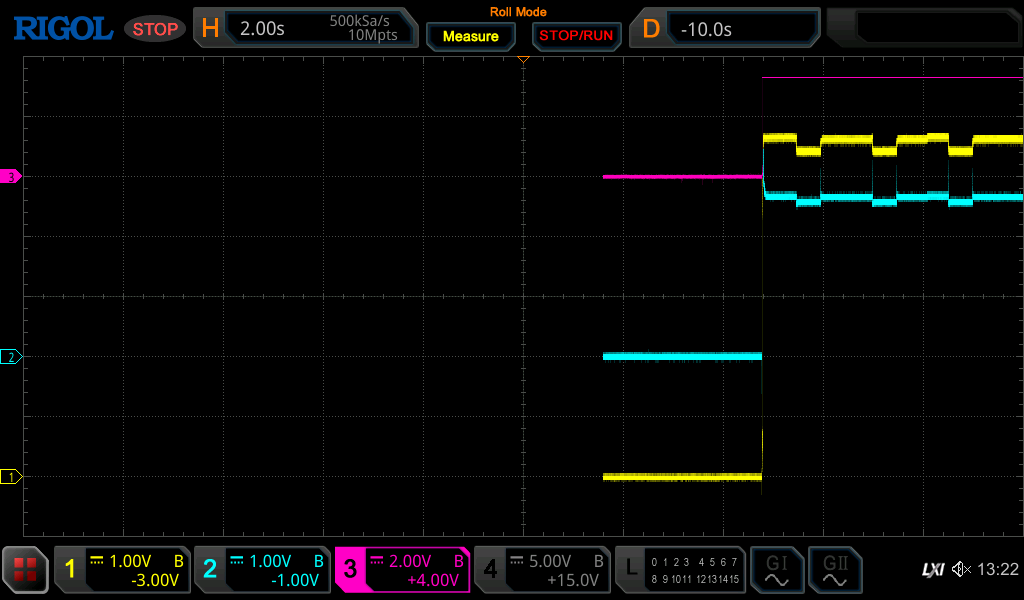 Roll Mode
RIGOL STOP H 2.00s 500kSa/s 10Mpts Measure STOP/RUN D -10.0s
3
2
1
1 1.00V B -3.00V
2 1.00V B -1.00V
3 2.00V B +4.00V
4 5.00V B +15.0V
L 0 1 2 3 4 5 6 7
8 9 10 11 12 13 14 15
GI GII
LXI 13:22